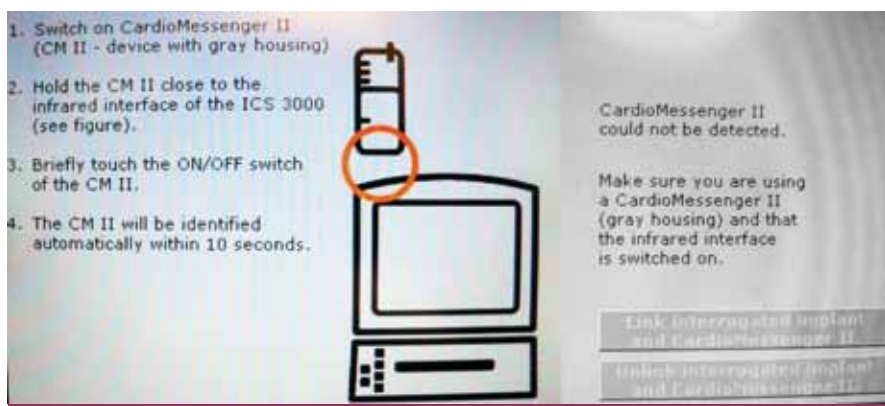 1. Switch on CardioMessenger II
(CM II - device with gray housing)
2. Hold the CM II close to the
infrared interface of the ICS 3000
(see figure).
3. Briefly touch the ON/OFF switch
of the CM II.
4. The CM II will be identified
automatically within 10 seconds.
CardioMessenger II
could not be detected.
Make sure you are using
a CardioMessenger II
(gray housing) and that
the infrared interface
is switched on.
Link interrogated implant
and CardioMessenger II.
Unlink interrogated implant
and CardioMessenger II.